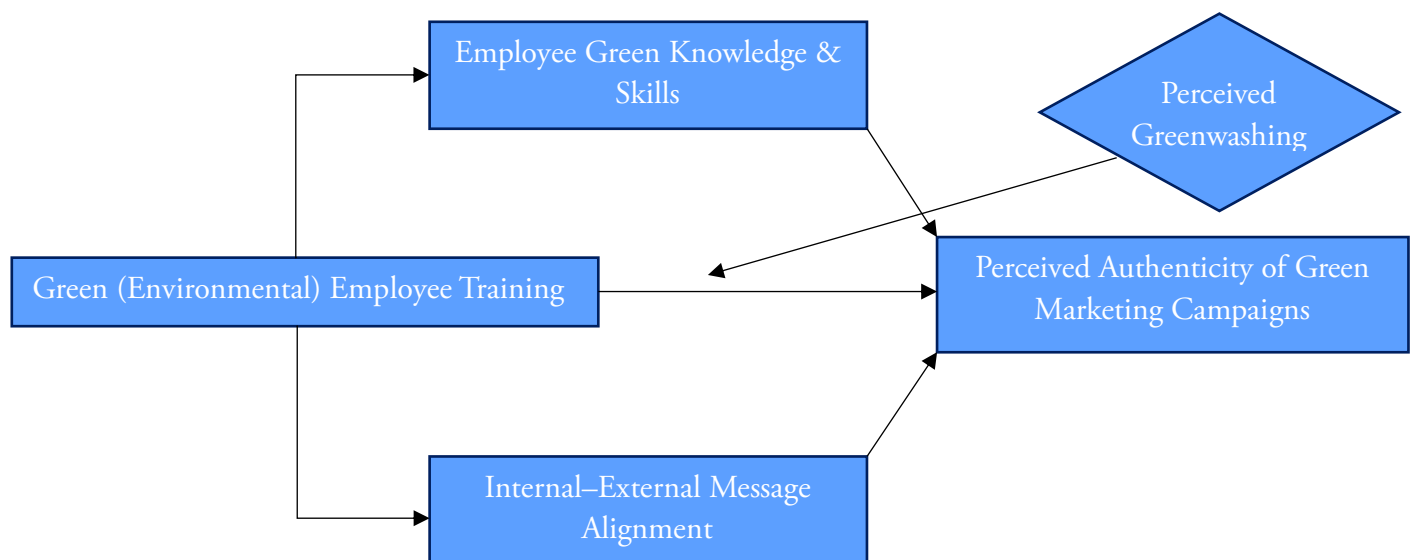 Employee Green Knowledge &
Skills
Perceived
Greenwashing
Green (Environmental) Employee Training
Perceived Authenticity of Green
Marketing Campaigns
Internal–External Message
Alignment